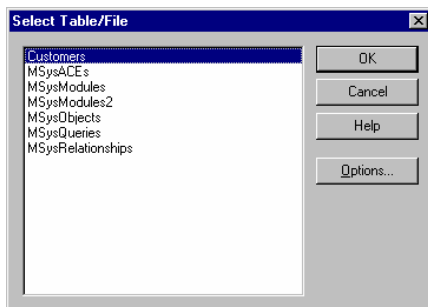 Select Table/File
Customers
MSysACEs
MSysModules
MSysModules2
MSysObjects
MSysQueries
MSysRelationships
OK
Cancel
Help
Options...